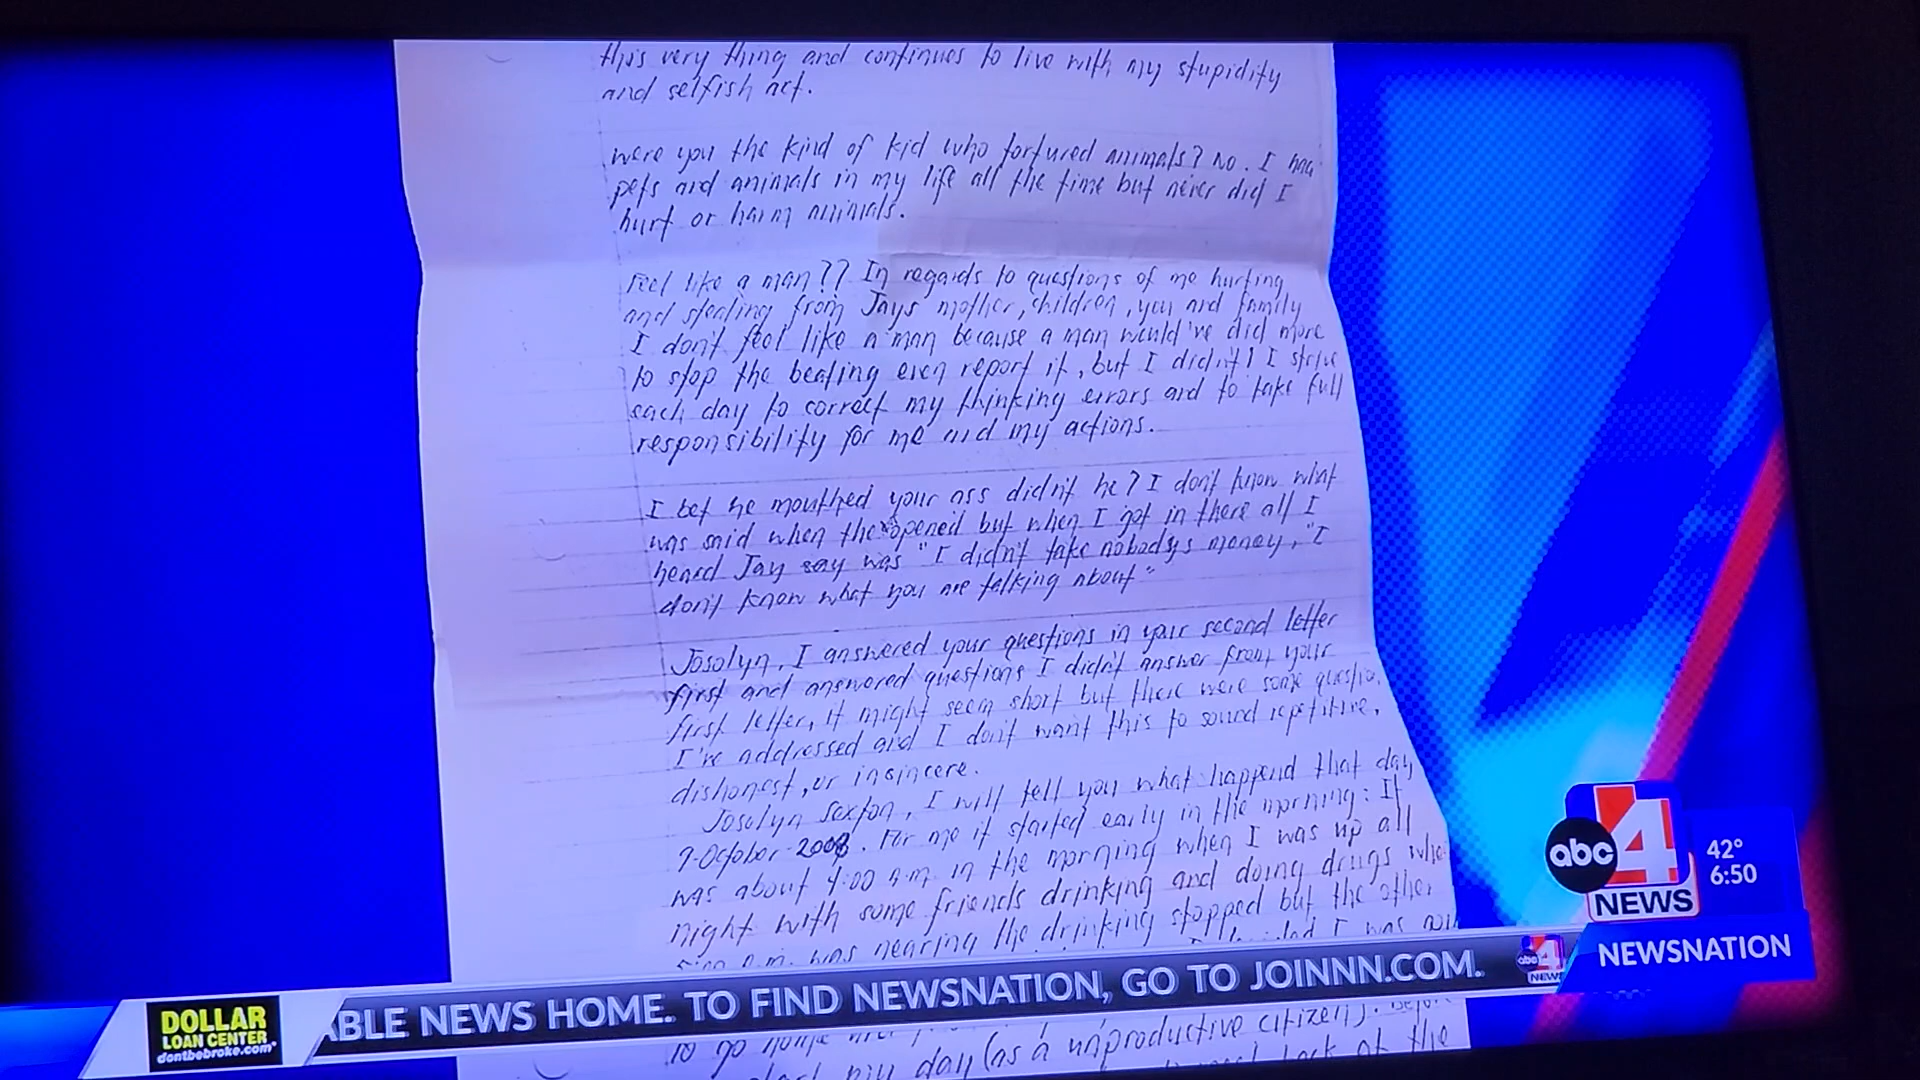 this very thing and continues to live with my stupidity
and selfish act.
were you the kind of kid who tortured animals? No. I had
pets and animals in my life all the time but never did I
hurt or harm animals.
Feel like a man?? In regards to questions of me hurting
and stealing from Jays mother, children, you and family
I don't feel like a man because a man would've did more
to stop the beating even report it, but I didn't! I strive
each day to correct my thinking errors and to take full
responsibility for me and my actions.
I bet he mouthed your ass didn't he? I don't know what
was said when the opened but when I got in there all I
heard Jay say was "I didn't take nobodys money, "I
don't know what you are talking about"
Josolyn, I answered your questions in your second letter
first and answered questions I didn't answer from your
first letter, it might seem short but there were some
I've addressed and I don't want this to sound repetitive,
dishonest, or insincere.
Josolyn Sexton, I will tell you what happend that day
9-October-2008. For me it started early in the morning: It
was about 4:00 A.M. in the morning when I was up all
night with some friends drinking and doing drugs
A.M. was nearing the drinking stopped but the other
I was
ABLE NEWS HOME. TO FIND NEWSNATION, GO TO JOINNN.COM.
to go home
my day (as a unproductive citizen).
at the
abc 4
NEWS
42°
6:50
abc 4
NEWS
NEWSNATION
DOLLAR
LOAN CENTER
dontbebroke.com